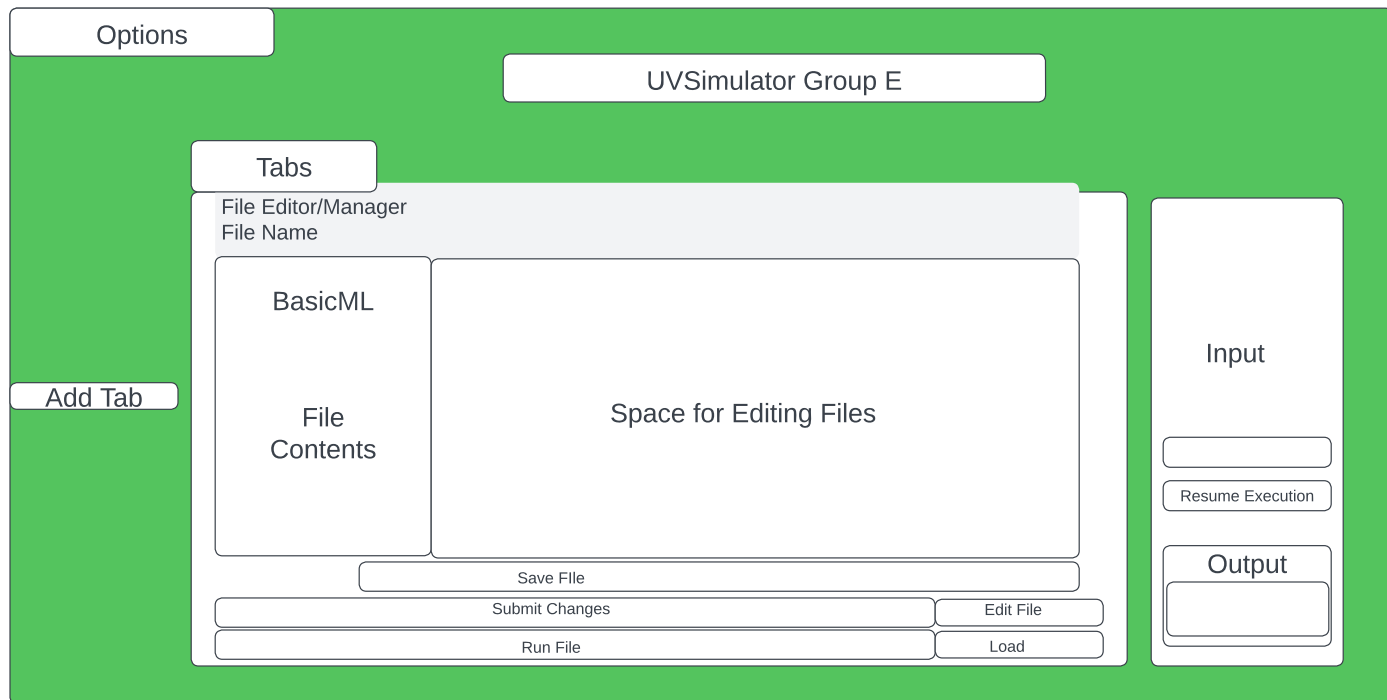 Options
UVSimulator Group E
Tabs
File Editor/Manager
File Name
BasicML
File
Contents
Space for Editing Files
Add Tab
Input
Resume Execution
Output
Save FIle
Submit Changes
Edit File
Run File
Load